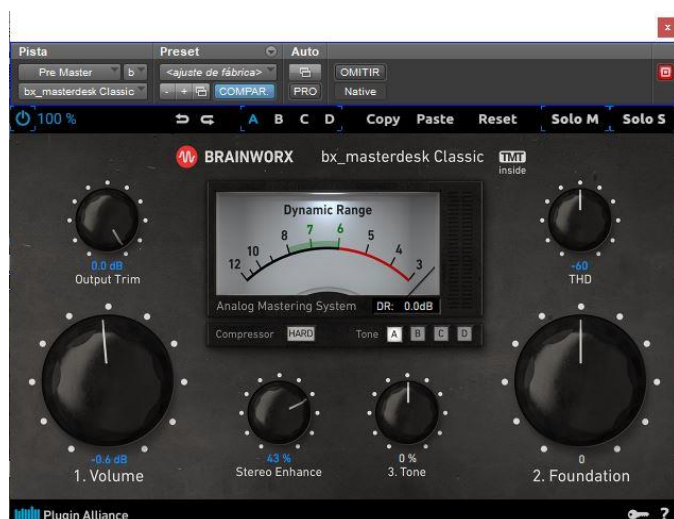 x
Pista Preset Auto
Pre Master b <ajuste de fábrica> OMITIR
bx_masterdesk Classic - + COMPAR. PRO Native
100 % A B C D Copy Paste Reset Solo M Solo S
BRAINWORX bx_masterdesk Classic TMT
inside
Dynamic Range
12 10 8 7 6 5 4 3
0.0 dB
Output Trim
-60
THD
Analog Mastering System DR: 0.0dB
Compressor HARD Tone A B C D
-0.6 dB
1. Volume
43 %
Stereo Enhance
0 %
3. Tone
0
2. Foundation
Plugin Alliance ?